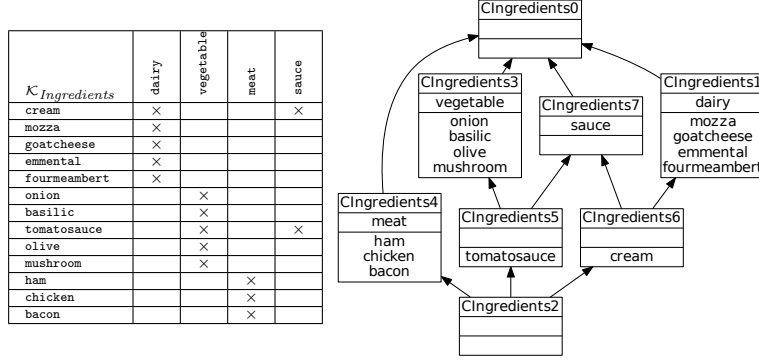 𝒦Ingredients dairy vegetable meat sauce
cream × ×
mozza ×
goatcheese ×
emmental ×
fourmeambert ×
onion ×
basilic ×
tomatosauce × ×
olive ×
mushroom ×
ham ×
chicken ×
bacon ×
CIngredients0
CIngredients3
vegetable
onion
basilic
olive
mushroom
CIngredients7
sauce
CIngredients1
dairy
mozza
goatcheese
emmental
fourmeambert
CIngredients4
meat
ham
chicken
bacon
CIngredients5
tomatosauce
CIngredients6
cream
CIngredients2